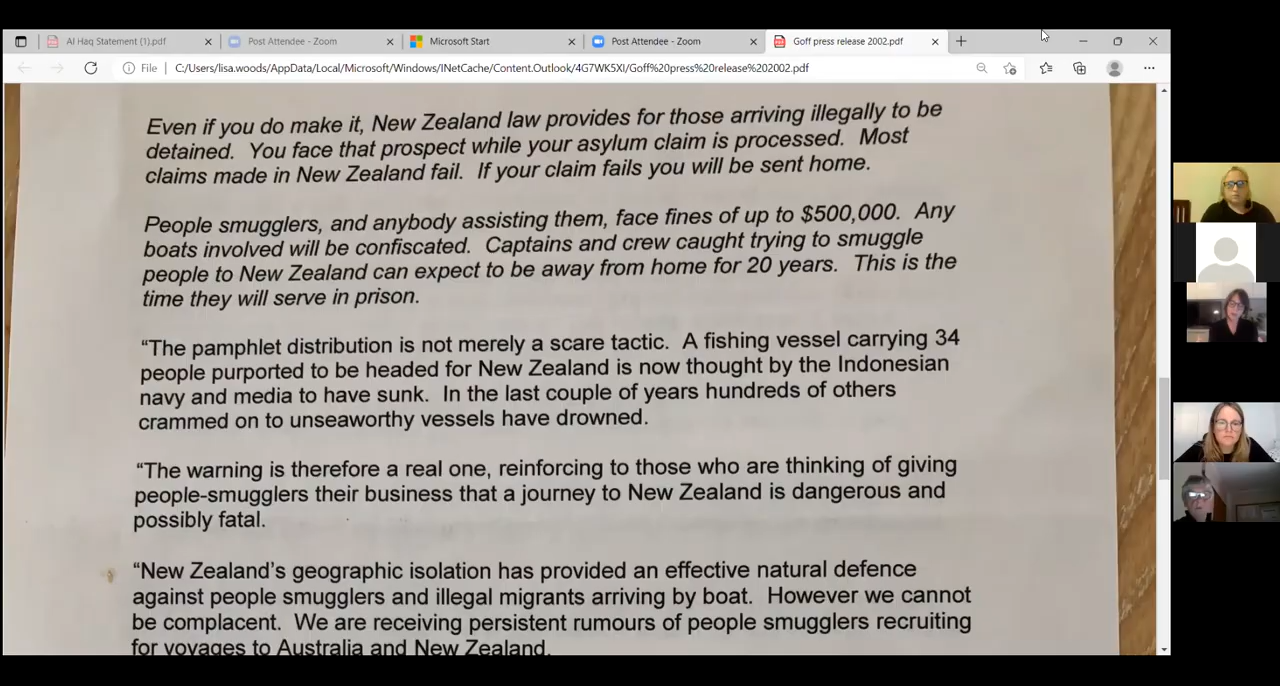 Al Haq Statement (1).pdf
Post Attendee - Zoom
Microsoft Start
Post Attendee - Zoom
Goff press release 2002.pdf
File
C:/Users/lisa.woods/AppData/Local/Microsoft/Windows/INetCache/Content.Outlook/4G7WK5XI/Goff%20press%20release%202002.pdf
Even if you do make it, New Zealand law provides for those arriving illegally to be
detained. You face that prospect while your asylum claim is processed. Most
claims made in New Zealand fail. If your claim fails you will be sent home.
People smugglers, and anybody assisting them, face fines of up to $500,000. Any
boats involved will be confiscated. Captains and crew caught trying to smuggle
people to New Zealand can expect to be away from home for 20 years. This is the
time they will serve in prison.
“The pamphlet distribution is not merely a scare tactic. A fishing vessel carrying 34
people purported to be headed for New Zealand is now thought by the Indonesian
navy and media to have sunk. In the last couple of years hundreds of others
crammed on to unseaworthy vessels have drowned.
“The warning is therefore a real one, reinforcing to those who are thinking of giving
people-smugglers their business that a journey to New Zealand is dangerous and
possibly fatal.
“New Zealand’s geographic isolation has provided an effective natural defence
against people smugglers and illegal migrants arriving by boat. However we cannot
be complacent. We are receiving persistent rumours of people smugglers recruiting
for voyages to Australia and New Zealand.